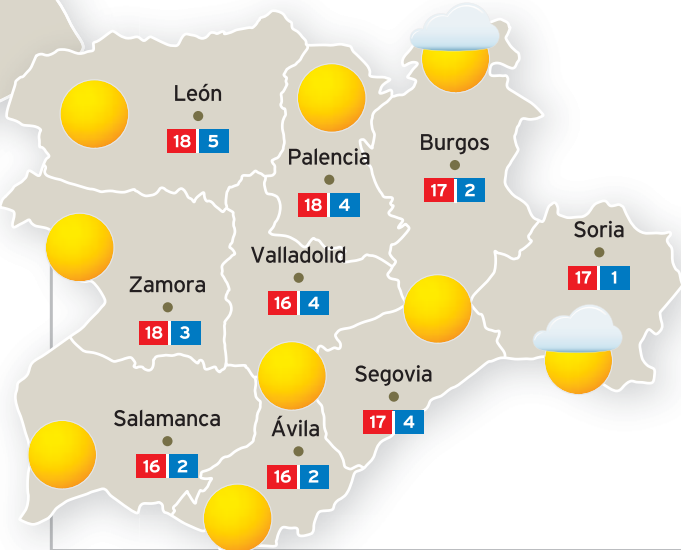 León
18 5
Palencia
18 4
Burgos
17 2
Soria
17 1
Valladolid
16 4
Zamora
18 3
Segovia
17 4
Salamanca
16 2
Ávila
16 2